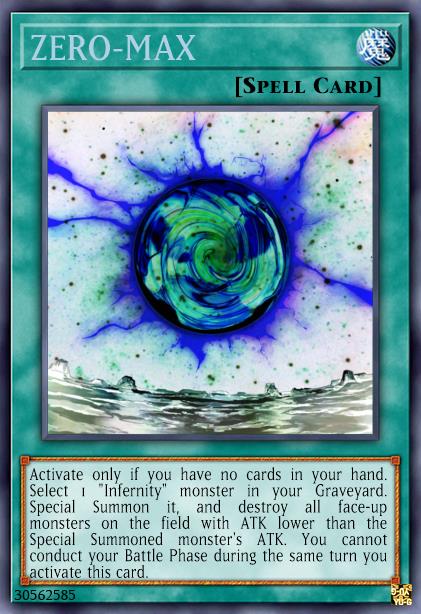 ZERO-MAX
魔
[SPELL CARD]
Activate only if you have no cards in your hand.
Select 1 "Infernity" monster in your Graveyard.
Special Summon it, and destroy all face-up
monsters on the field with ATK lower than the
Special Summoned monster's ATK. You cannot
conduct your Battle Phase during the same turn you
activate this card.
30562585